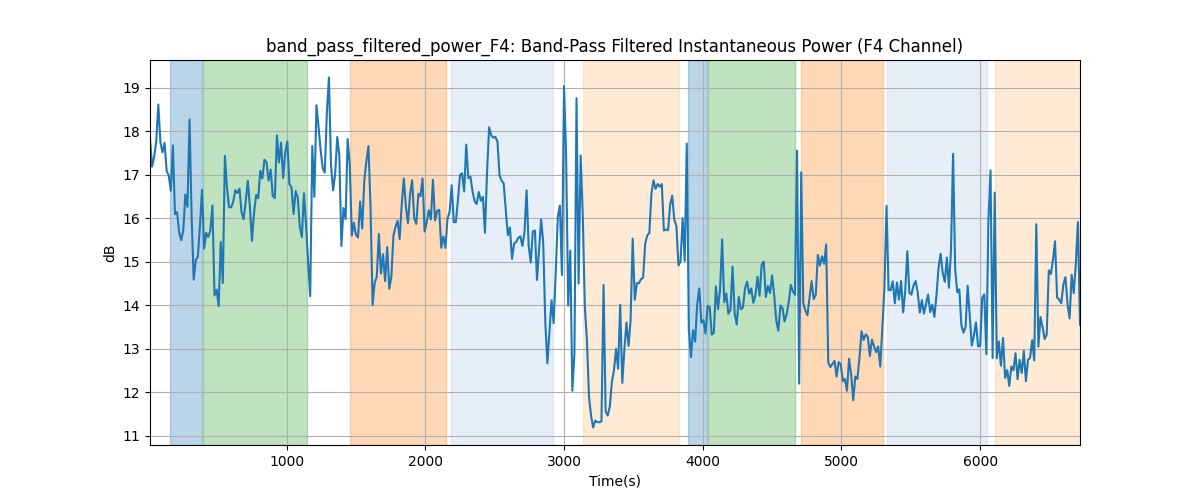 band_pass_filtered_power_F4: Band-Pass Filtered Instantaneous Power (F4 Channel)
19
18
17
16
15
14
13
12
11
dB
1000 2000 3000 4000 5000 6000
Time(s)